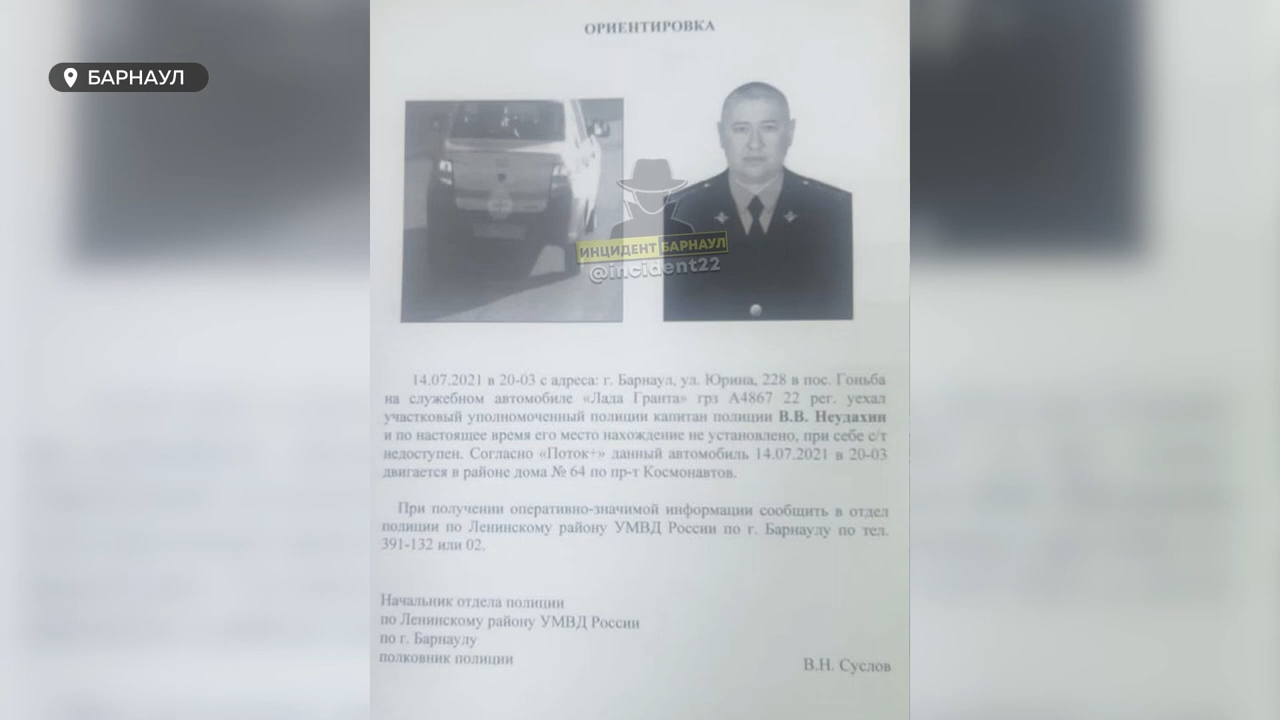 БАРНАУЛ
ОРИЕНТИРОВКА
ИНЦИДЕНТ БАРНАУЛ
@incident22
14.07.2021 в 20-03 с адреса: г. Барнаул, ул. Юрина, 228 в пос. Гоньба
на служебном автомобиле «Лада Гранта» грз А4867 22 рег. уехал
участковый уполномоченный полиции капитан полиции В.В. Неудахин
и по настоящее время его место нахождение не установлено, при себе с/т
недоступен. Согласно «Поток+» данный автомобиль 14.07.2021 в 20-03
двигается в районе дома № 64 по пр-т Космонавтов.
При получении оперативно-значимой информации сообщить в отдел
полиции по Ленинскому району УМВД России по г. Барнаулу по тел.
391-132 или 02.
Начальник отдела полиции
по Ленинскому району УМВД России
по г. Барнаулу
полковник полиции
В.Н. Суслов